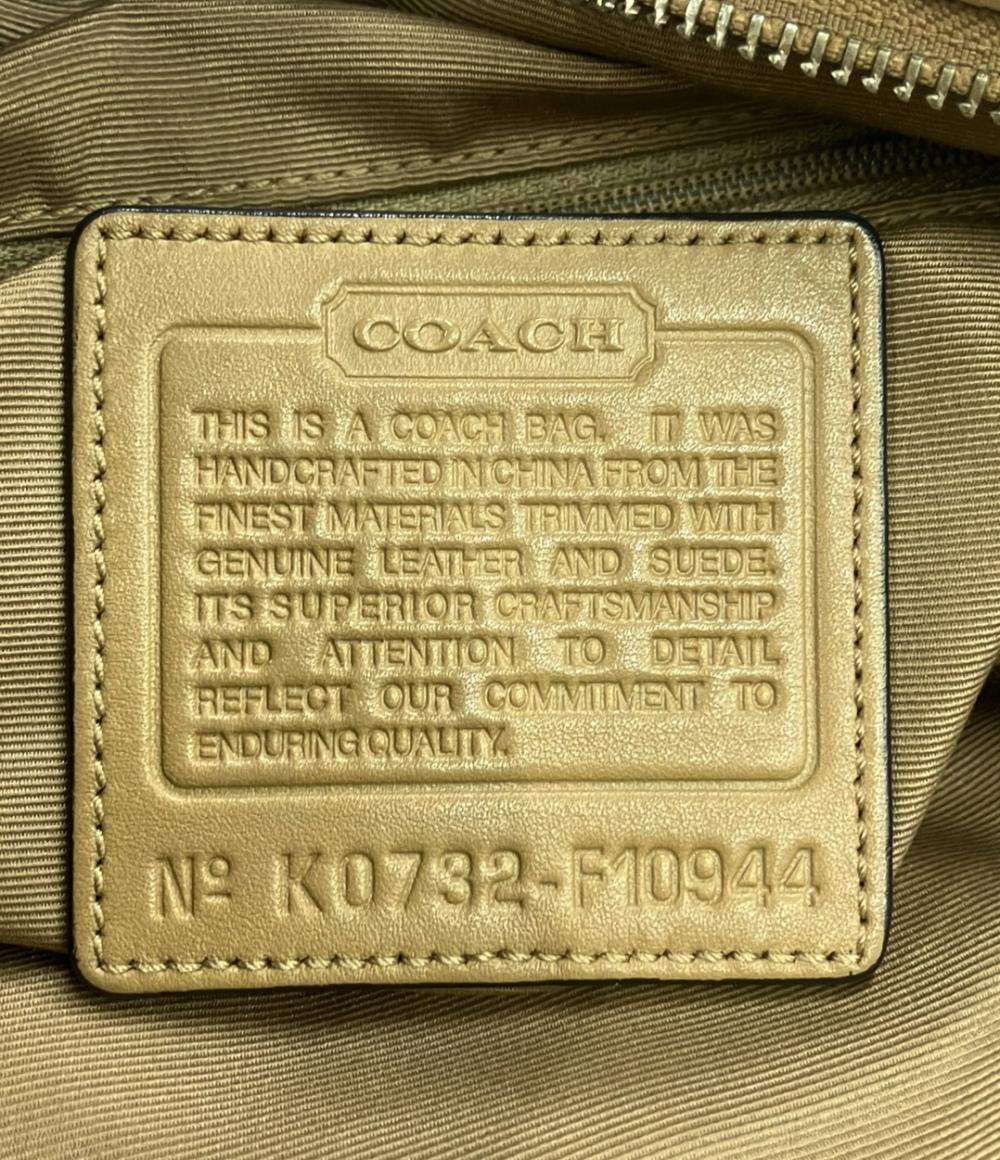 COACH
THIS IS A COACH BAG. IT WAS
HANDCRAFTED IN CHINA FROM THE
FINEST MATERIALS TRIMMED WITH
GENUINE LEATHER AND SUEDE.
ITS SUPERIOR CRAFTSMANSHIP
AND ATTENTION TO DETAIL
REFLECT OUR COMMITMENT TO
ENDURING QUALITY.
Nº K0732-F10944